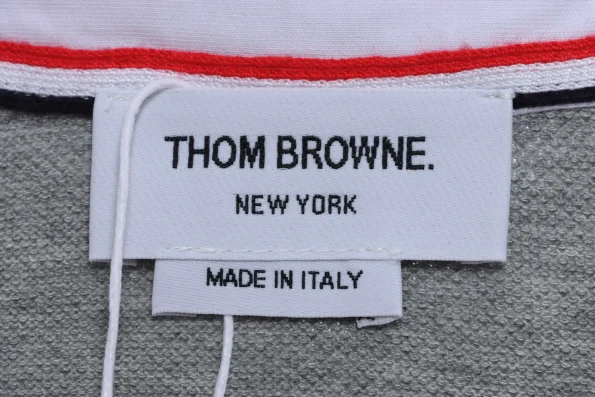 THOM BROWNE.
NEW YORK
MADE IN ITALY